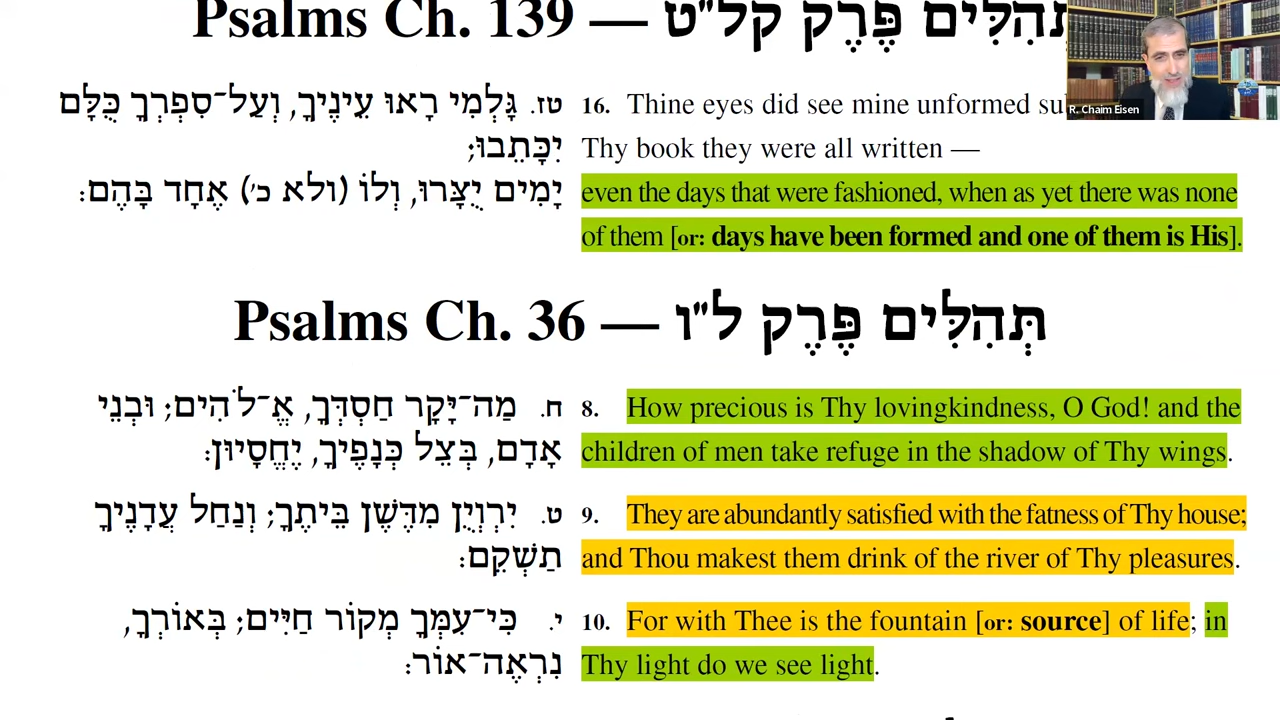 Psalms Ch. 139 — תְּהִלִּים פֶּרֶק קל״ט
טז. גָּלְמִי רָאוּ עֵינֶיךָ, וְעַל־סִפְרְךָ כֻּלָּם
יִכָּתֵבוּ;
יָמִים יֻצָּרוּ, וְלוֹ (ולא כ׳) אֶחָד בָּהֶם:
16. Thine eyes did see mine unformed
Thy book they were all written —
even the days that were fashioned, when as yet there was none
of them [or: days have been formed and one of them is His].
R. Chaim Eisen
Psalms Ch. 36 — תְּהִלִּים פֶּרֶק ל״ו
ח. מַה־יָּקָר חַסְדְּךָ, אֱ־לֹהִים; וּבְנֵי
אָדָם, בְּצֵל כְּנָפֶיךָ, יֶחֱסָיוּן:
8. How precious is Thy lovingkindness, O God! and the
children of men take refuge in the shadow of Thy wings.
ט. יִרְוְיֻן מִדֶּשֶׁן בֵּיתֶךָ; וְנַחַל עֲדָנֶיךָ
תַשְׁקֵם:
9. They are abundantly satisfied with the fatness of Thy house;
and Thou makest them drink of the river of Thy pleasures.
י. כִּי־עִמְּךָ מְקוֹר חַיִּים; בְּאוֹרְךָ,
נִרְאֶה־אוֹר:
10. For with Thee is the fountain [or: source] of life; in
Thy light do we see light.